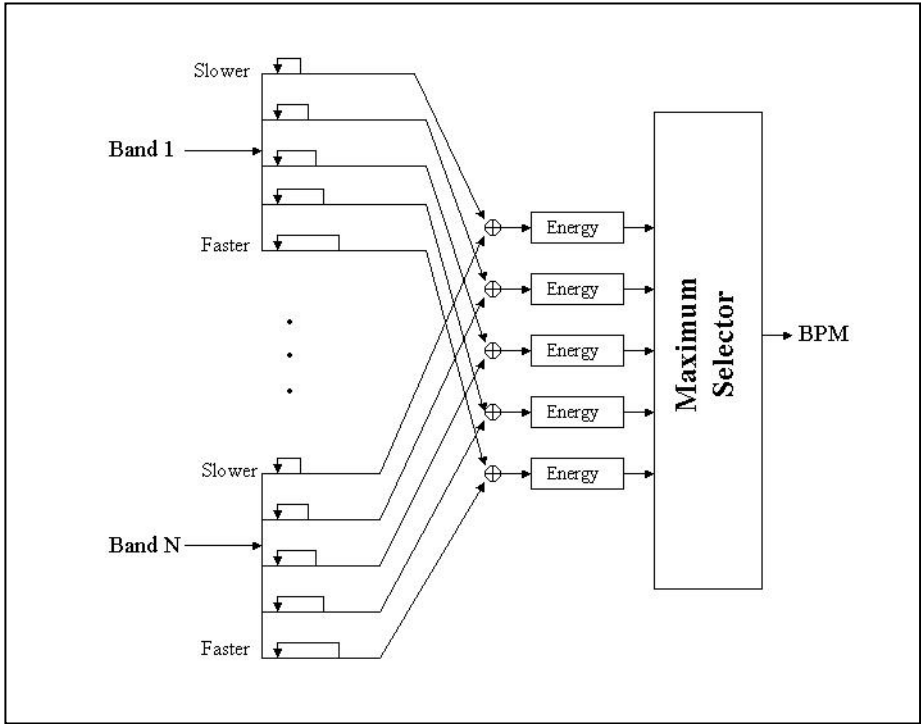 Slower
Band 1
Faster
Slower
Band N
Faster
Energy
Energy
Energy
Energy
Energy
Maximum
Selector
BPM